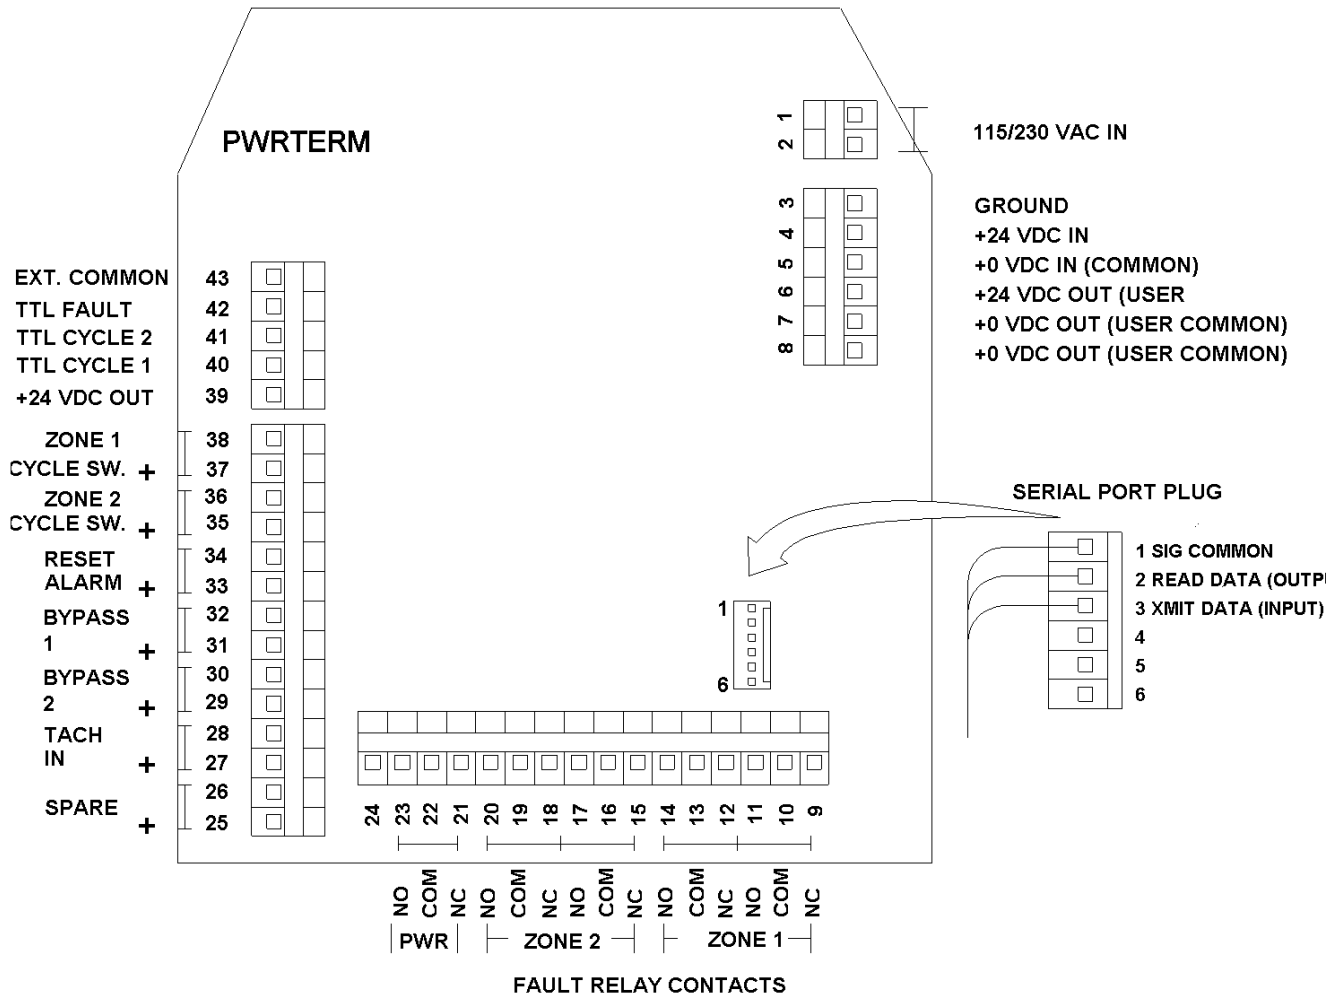 PWRTERM
1
2
115/230 VAC IN
3 GROUND
4 +24 VDC IN
5 +0 VDC IN (COMMON)
6 +24 VDC OUT (USER
7 +0 VDC OUT (USER COMMON)
8 +0 VDC OUT (USER COMMON)
EXT. COMMON 43
TTL FAULT 42
TTL CYCLE 2 41
TTL CYCLE 1 40
+24 VDC OUT 39
ZONE 1 38
CYCLE SW. + 37
ZONE 2 36
CYCLE SW. + 35
RESET 34
ALARM + 33
BYPASS 32
1 + 31
BYPASS 30
2 + 29
TACH 28
IN + 27
26
SPARE
+ 25
SERIAL PORT PLUG
1 SIG COMMON
2 READ DATA (OUTPU
3 XMIT DATA (INPUT)
4
5
6
1
6
24 23 22 21 20 19 18 17 16 15 14 13 12 11 10 9
NO COM NC NO COM NC NO COM NC NO COM NC NO COM NC
PWR ZONE 2 ZONE 1
FAULT RELAY CONTACTS